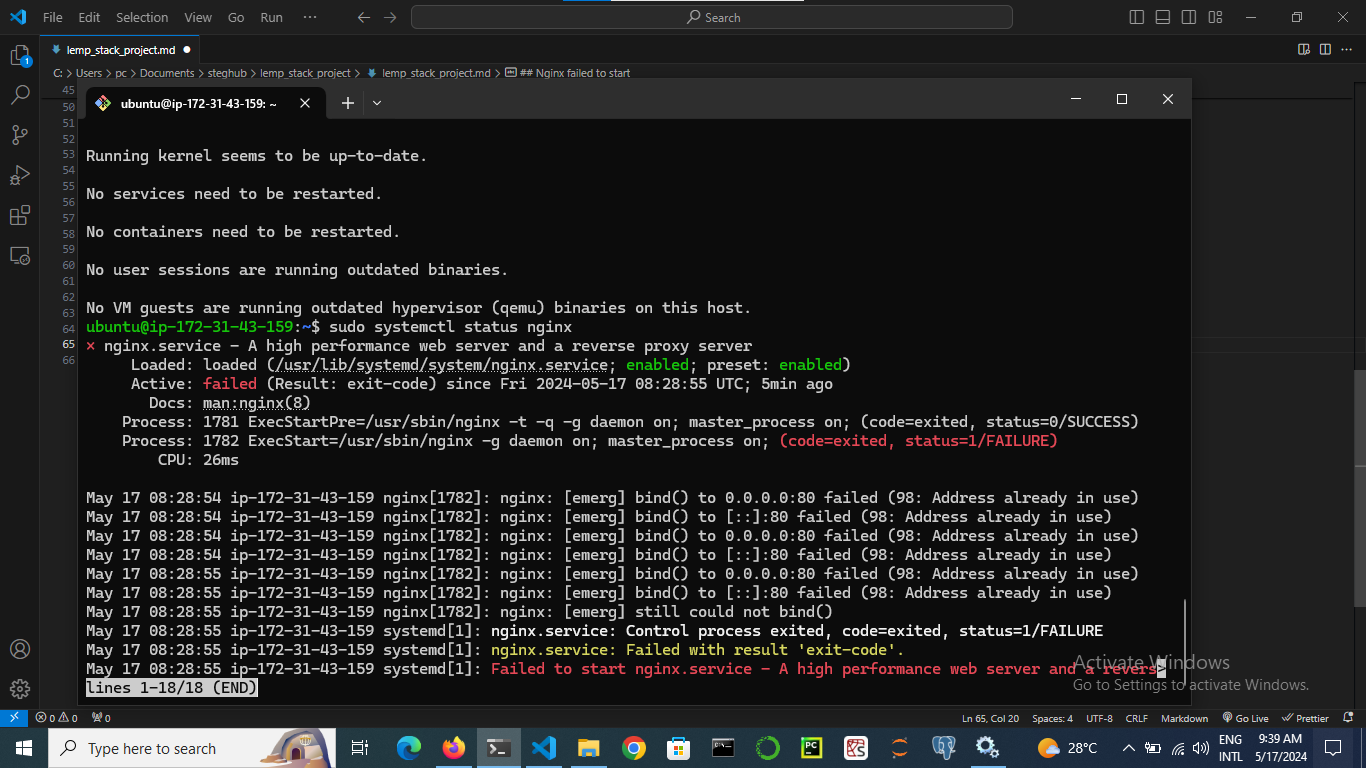 File Edit Selection View Go Run ··· Search
lemp_stack_project.md
C: > Users > pc > Documents > steghub > lemp_stack_project > lemp_stack_project.md > ## Nginx failed to start
ubuntu@ip-172-31-43-159: ~
45
50
51
52
53
54
55
56
57
58
59
60
61
62
63
64
65
66
Running kernel seems to be up-to-date.
No services need to be restarted.
No containers need to be restarted.
No user sessions are running outdated binaries.
No VM guests are running outdated hypervisor (qemu) binaries on this host.
ubuntu@ip-172-31-43-159:~$ sudo systemctl status nginx
× nginx.service - A high performance web server and a reverse proxy server
Loaded: loaded (/usr/lib/systemd/system/nginx.service; enabled; preset: enabled)
Active: failed (Result: exit-code) since Fri 2024-05-17 08:28:55 UTC; 5min ago
Docs: man:nginx(8)
Process: 1781 ExecStartPre=/usr/sbin/nginx -t -q -g daemon on; master_process on; (code=exited, status=0/SUCCESS)
Process: 1782 ExecStart=/usr/sbin/nginx -g daemon on; master_process on; (code=exited, status=1/FAILURE)
CPU: 26ms
May 17 08:28:54 ip-172-31-43-159 nginx[1782]: nginx: [emerg] bind() to 0.0.0.0:80 failed (98: Address already in use)
May 17 08:28:54 ip-172-31-43-159 nginx[1782]: nginx: [emerg] bind() to [::]:80 failed (98: Address already in use)
May 17 08:28:54 ip-172-31-43-159 nginx[1782]: nginx: [emerg] bind() to 0.0.0.0:80 failed (98: Address already in use)
May 17 08:28:54 ip-172-31-43-159 nginx[1782]: nginx: [emerg] bind() to [::]:80 failed (98: Address already in use)
May 17 08:28:55 ip-172-31-43-159 nginx[1782]: nginx: [emerg] bind() to 0.0.0.0:80 failed (98: Address already in use)
May 17 08:28:55 ip-172-31-43-159 nginx[1782]: nginx: [emerg] bind() to [::]:80 failed (98: Address already in use)
May 17 08:28:55 ip-172-31-43-159 nginx[1782]: nginx: [emerg] still could not bind()
May 17 08:28:55 ip-172-31-43-159 systemd[1]: nginx.service: Control process exited, code=exited, status=1/FAILURE
May 17 08:28:55 ip-172-31-43-159 systemd[1]: nginx.service: Failed with result 'exit-code'.
May 17 08:28:55 ip-172-31-43-159 systemd[1]: Failed to start nginx.service - A high performance web server and a revers>
lines 1-18/18 (END)
Activate Windows
Go to Settings to activate Windows.
0 0 0 Ln 65, Col 20 Spaces: 4 UTF-8 CRLF Markdown Go Live Prettier
Type here to search
28°C
ENG
INTL
9:39 AM
5/17/2024